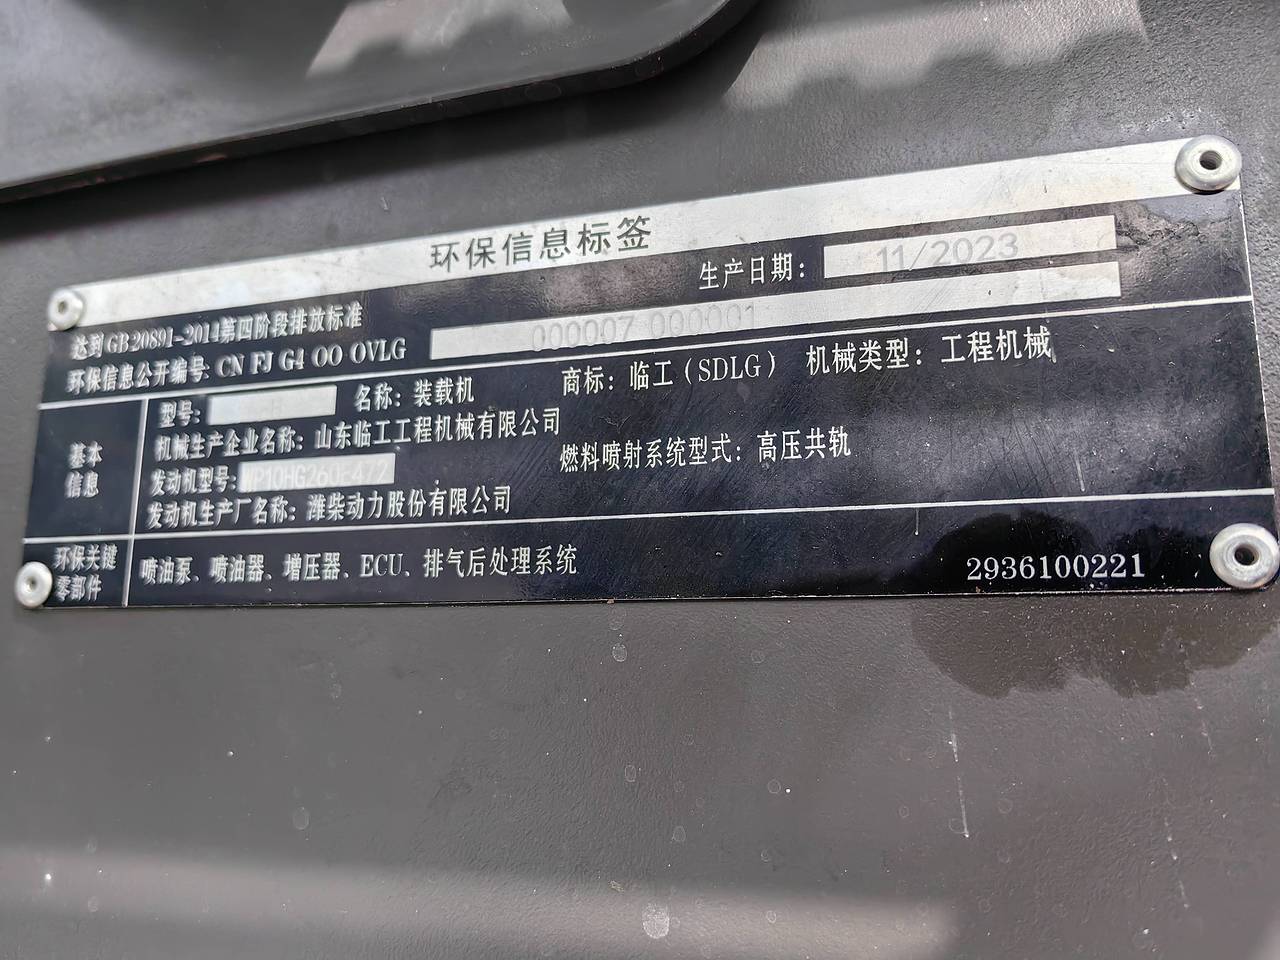 环保信息标签
生产日期: 11/2023
达到GB20891-2014第四阶段排放标准
环保信息公开编号: CN FJ G4 OO OVLG 000007 000001
基本信息
型号: 名称: 装载机 商标: 临工(SDLG) 机械类型: 工程机械
机械生产企业名称: 山东临工工程机械有限公司
发动机型号: WP10HG260E472 燃料喷射系统型式: 高压共轨
发动机生产厂名称: 潍柴动力股份有限公司
环保关键零部件
喷油泵、喷油器、增压器、ECU、排气后处理系统
2936100221